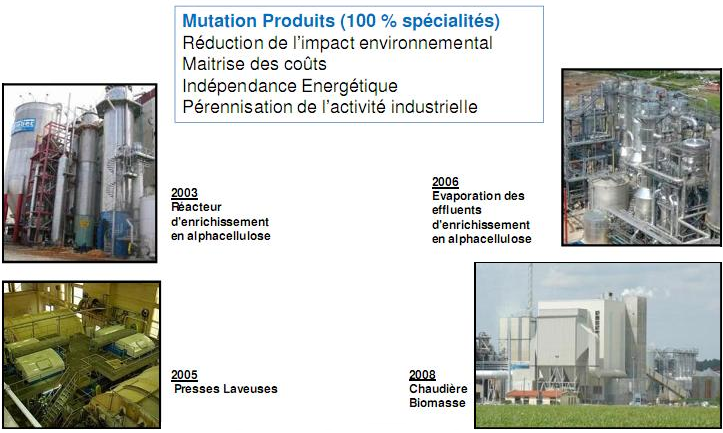 Mutation Produits (100 % spécialités)
Réduction de l'impact environnemental
Maitrise des coûts
Indépendance Energétique
Pérennisation de l'activité industrielle
2003
Réacteur
d'enrichissement
en alphacellulose
2006
Evaporation des
effluents
d'enrichissement
en alphacellulose
2005
Presses Laveuses
2008
Chaudière
Biomasse